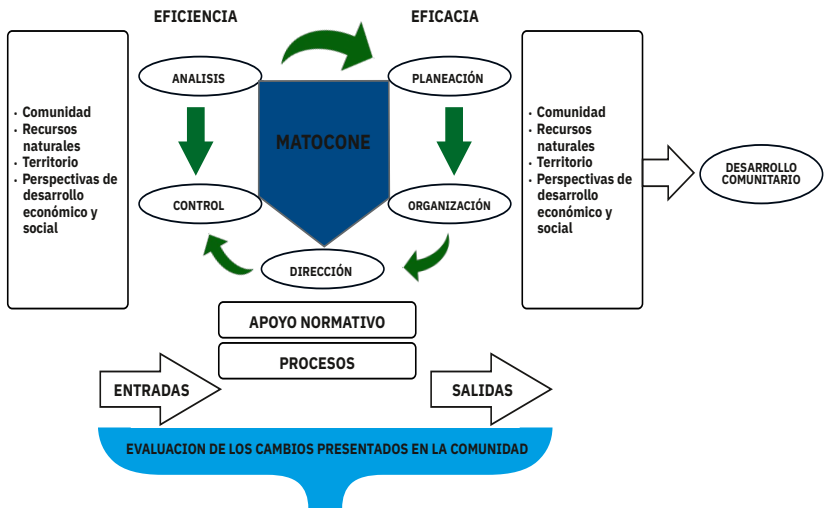 EFICIENCIA
EFICACIA
· Comunidad
· Recursos
naturales
· Territorio
· Perspectivas de
desarrollo
económico y
social
ANALISIS
PLANEACIÓN
MATOCONE
CONTROL
ORGANIZACIÓN
DIRECCIÓN
· Comunidad
· Recursos
naturales
· Territorio
· Perspectivas de
desarrollo
económico y
social
DESARROLLO
COMUNITARIO
APOYO NORMATIVO
PROCESOS
ENTRADAS
SALIDAS
EVALUACION DE LOS CAMBIOS PRESENTADOS EN LA COMUNIDAD